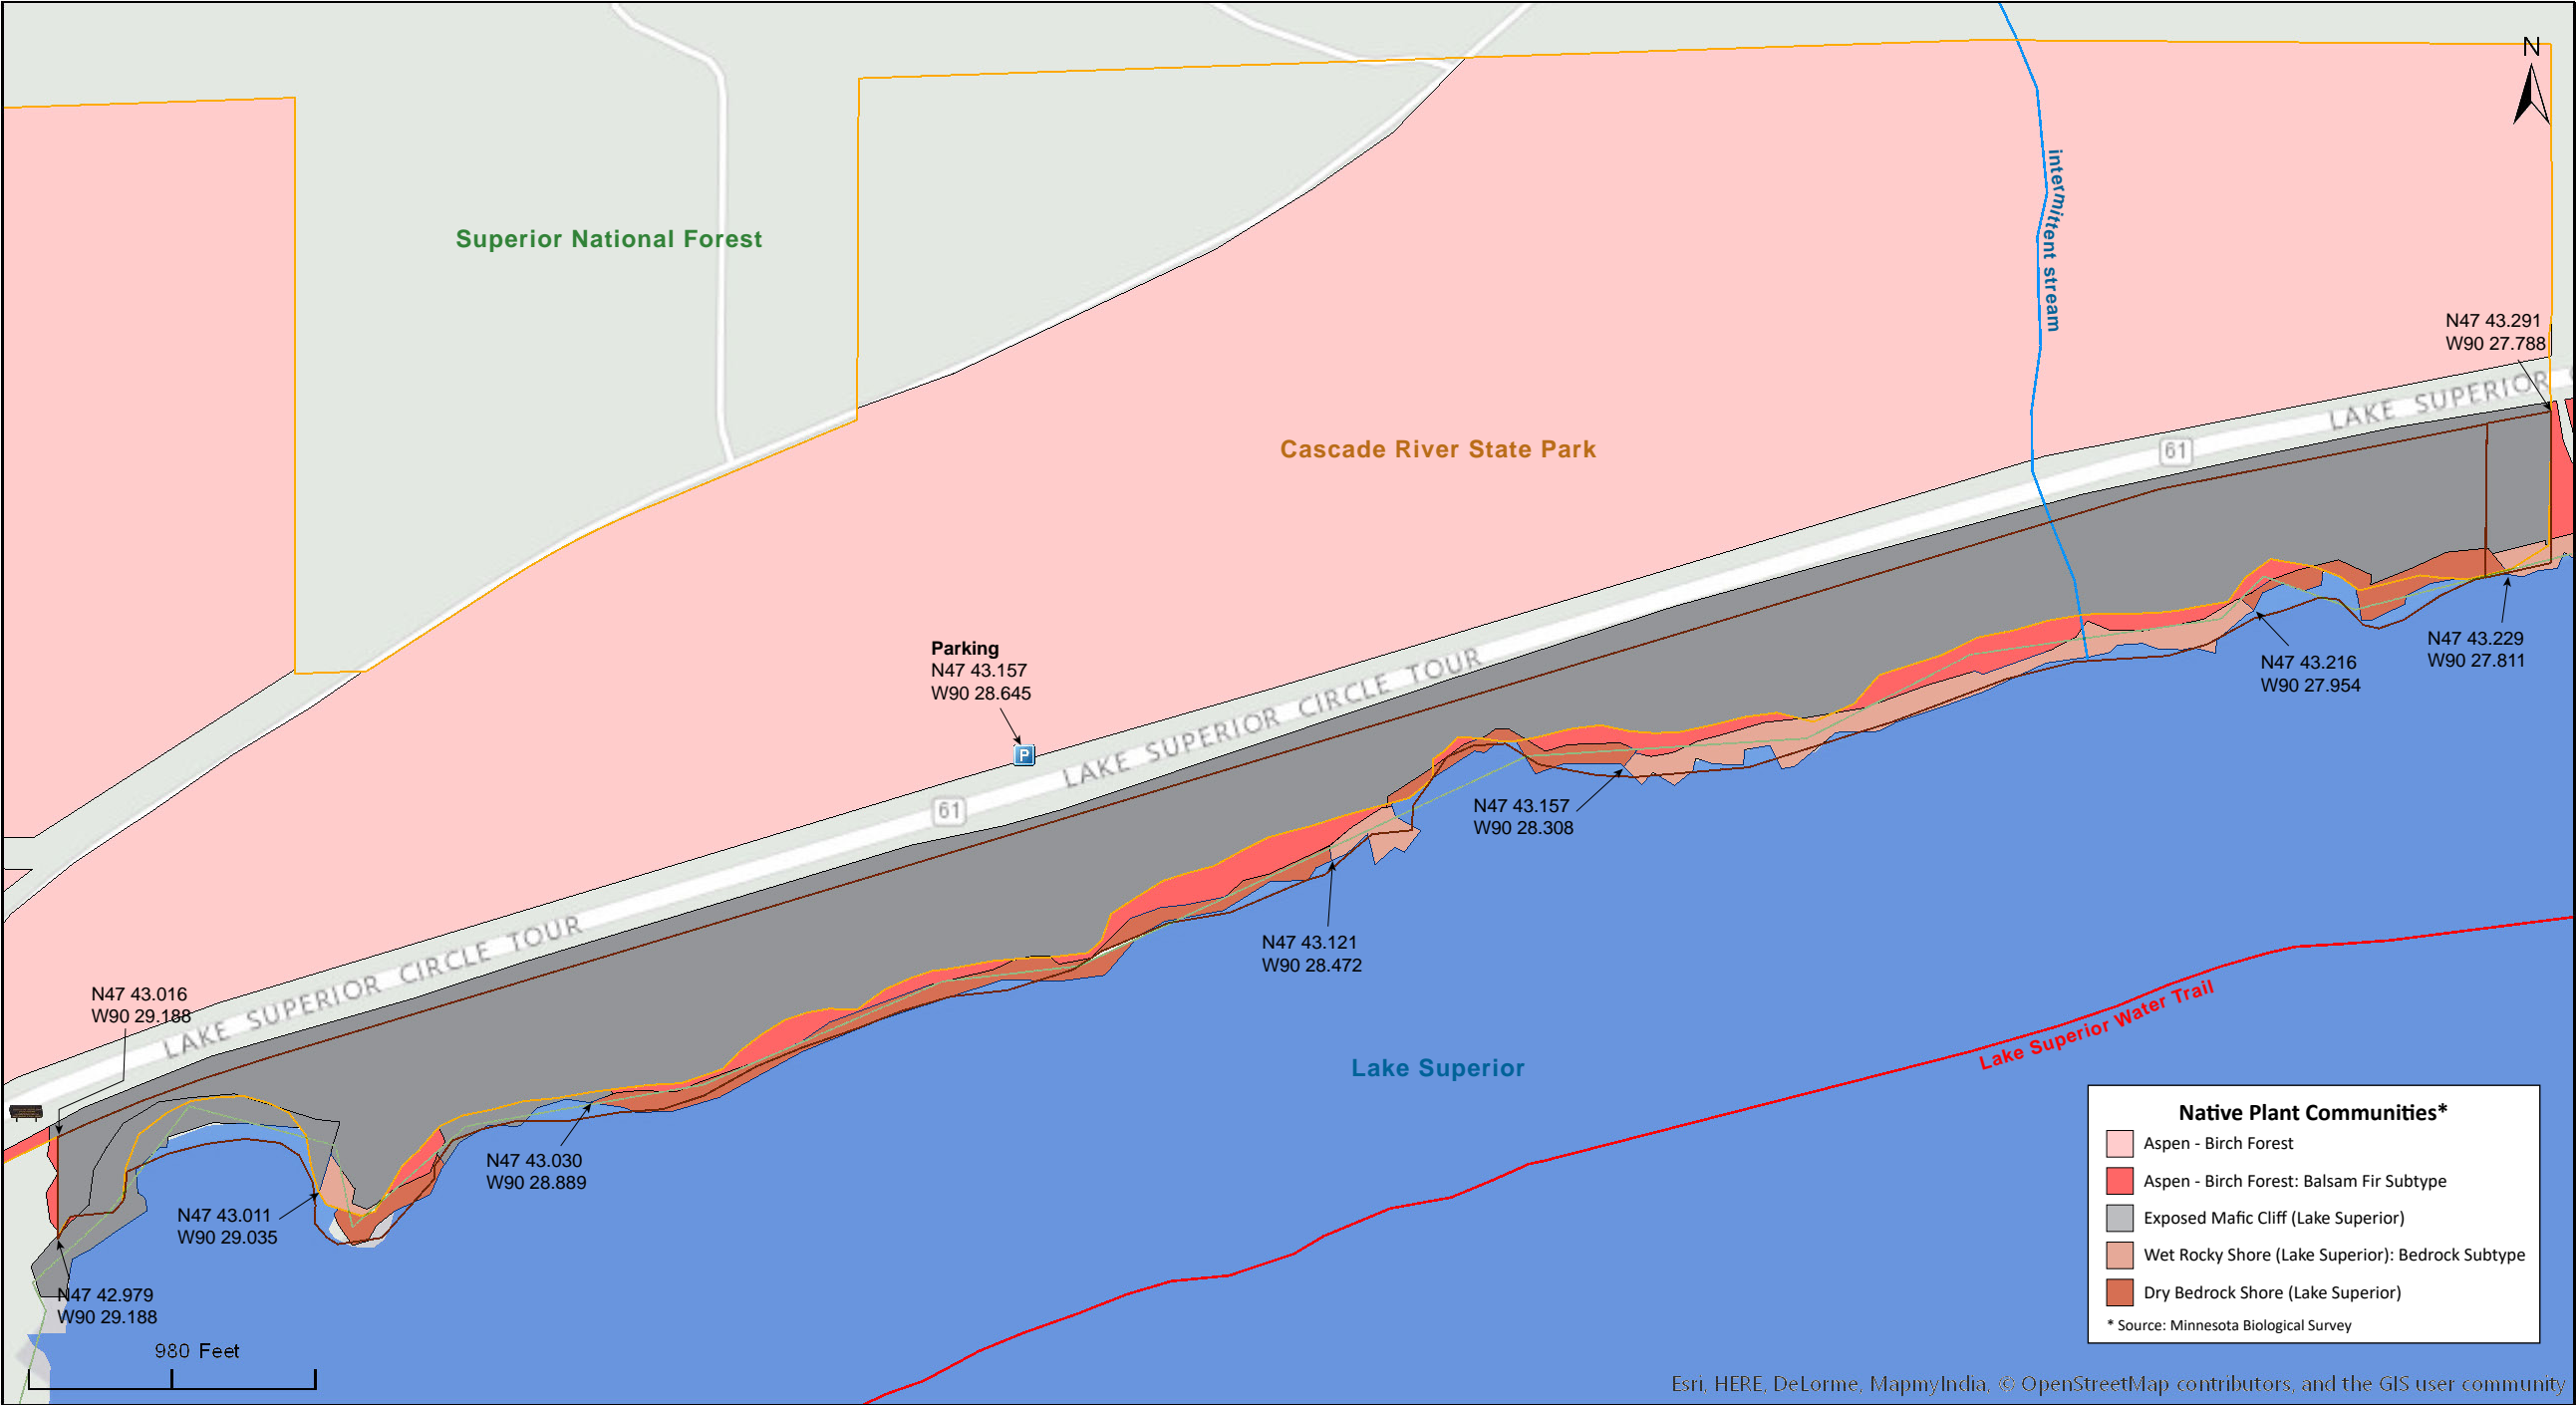 N
intermittent stream
Superior National Forest
N47 43.291
W90 27.788
LAKE SUPERIOR
61
Cascade River State Park
Parking
N47 43.157
W90 28.645
P
LAKE SUPERIOR CIRCLE TOUR
61
N47 43.229
W90 27.811
N47 43.216
W90 27.954
N47 43.157
W90 28.308
N47 43.121
W90 28.472
LAKE SUPERIOR CIRCLE TOUR
N47 43.016
W90 29.188
Lake Superior Water Trail
Lake Superior
N47 43.030
W90 28.889
N47 43.011
W90 29.035
N47 42.979
W90 29.188
980 Feet
Native Plant Communities*
Aspen - Birch Forest
Aspen - Birch Forest: Balsam Fir Subtype
Exposed Mafic Cliff (Lake Superior)
Wet Rocky Shore (Lake Superior): Bedrock Subtype
Dry Bedrock Shore (Lake Superior)
* Source: Minnesota Biological Survey
Esri, HERE, DeLorme, MapmyIndia, © OpenStreetMap contributors, and the GIS user community